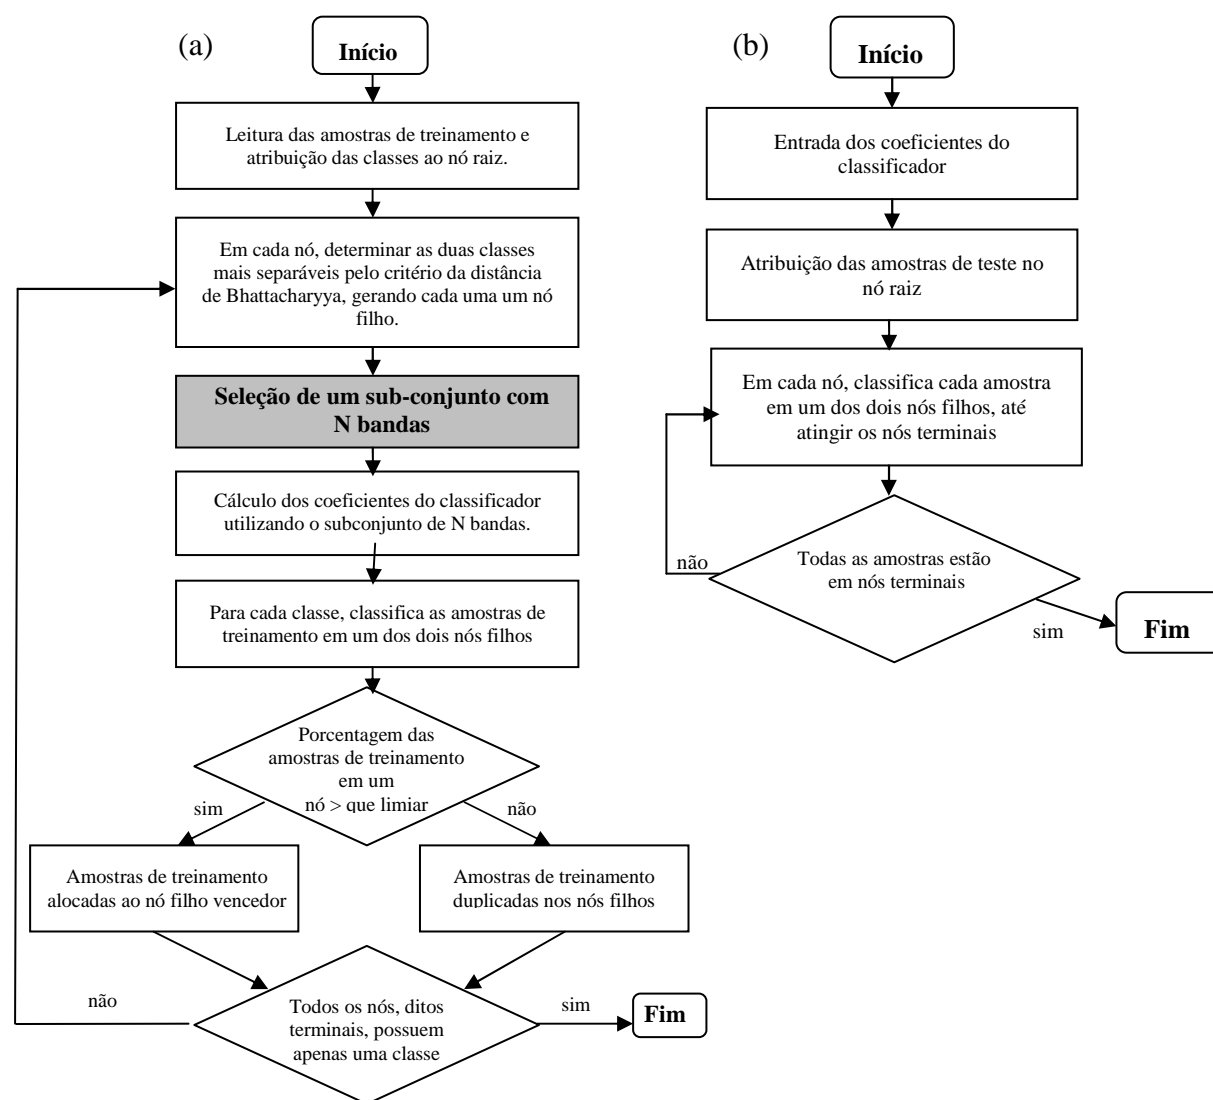 (a)
Início
Leitura das amostras de treinamento e
atribuição das classes ao nó raiz.
Em cada nó, determinar as duas classes
mais separáveis pelo critério da distância
de Bhattacharyya, gerando cada uma um nó
filho.
Seleção de um sub-conjunto com
N bandas
Cálculo dos coeficientes do classificador
utilizando o subconjunto de N bandas.
Para cada classe, classifica as amostras de
treinamento em um dos dois nós filhos
Porcentagem das
amostras de treinamento
em um
nó > que limiar
sim
não
Amostras de treinamento
alocadas ao nó filho vencedor
Amostras de treinamento
duplicadas nos nós filhos
Todos os nós, ditos
terminais, possuem
apenas uma classe
não
sim
Fim
(b)
Início
Entrada dos coeficientes do
classificador
Atribuição das amostras de teste no
nó raiz
Em cada nó, classifica cada amostra
em um dos dois nós filhos, até
atingir os nós terminais
Todas as amostras estão
em nós terminais
não
sim
Fim